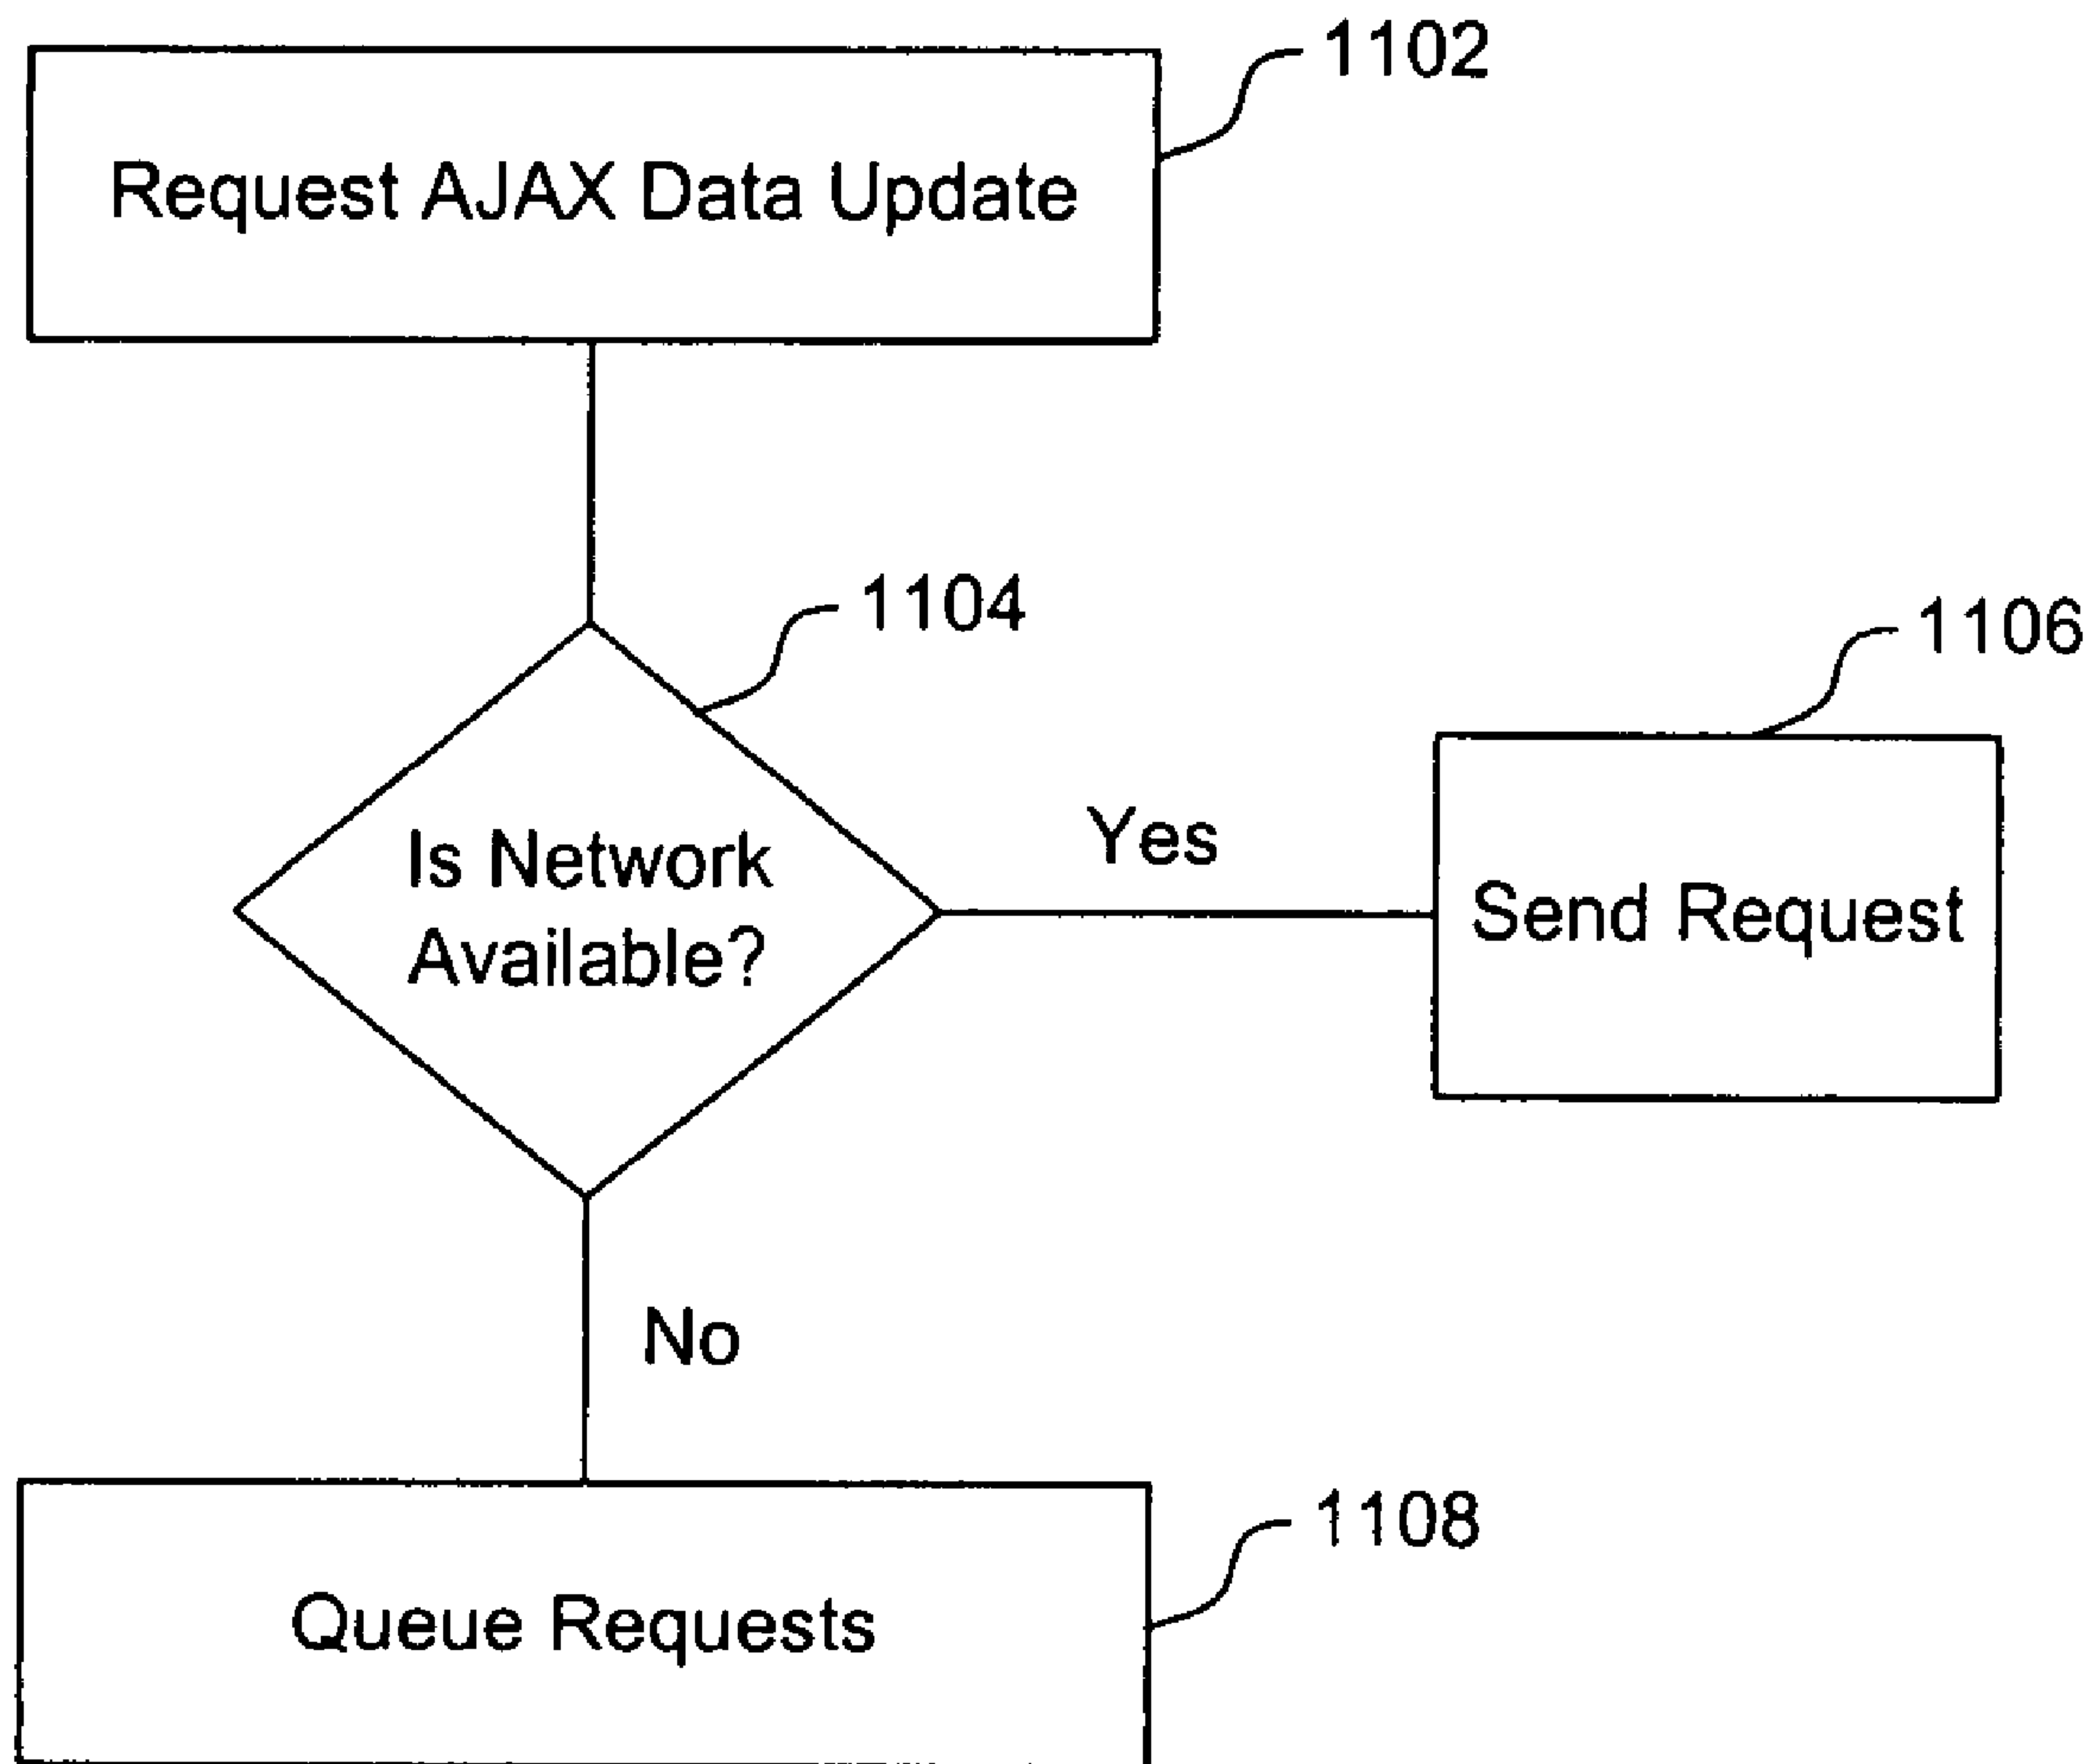 1102
Request AJAX Data Update
1104
1106
Is Network
Available?
Yes
Send Request
No
1108
Queue Requests